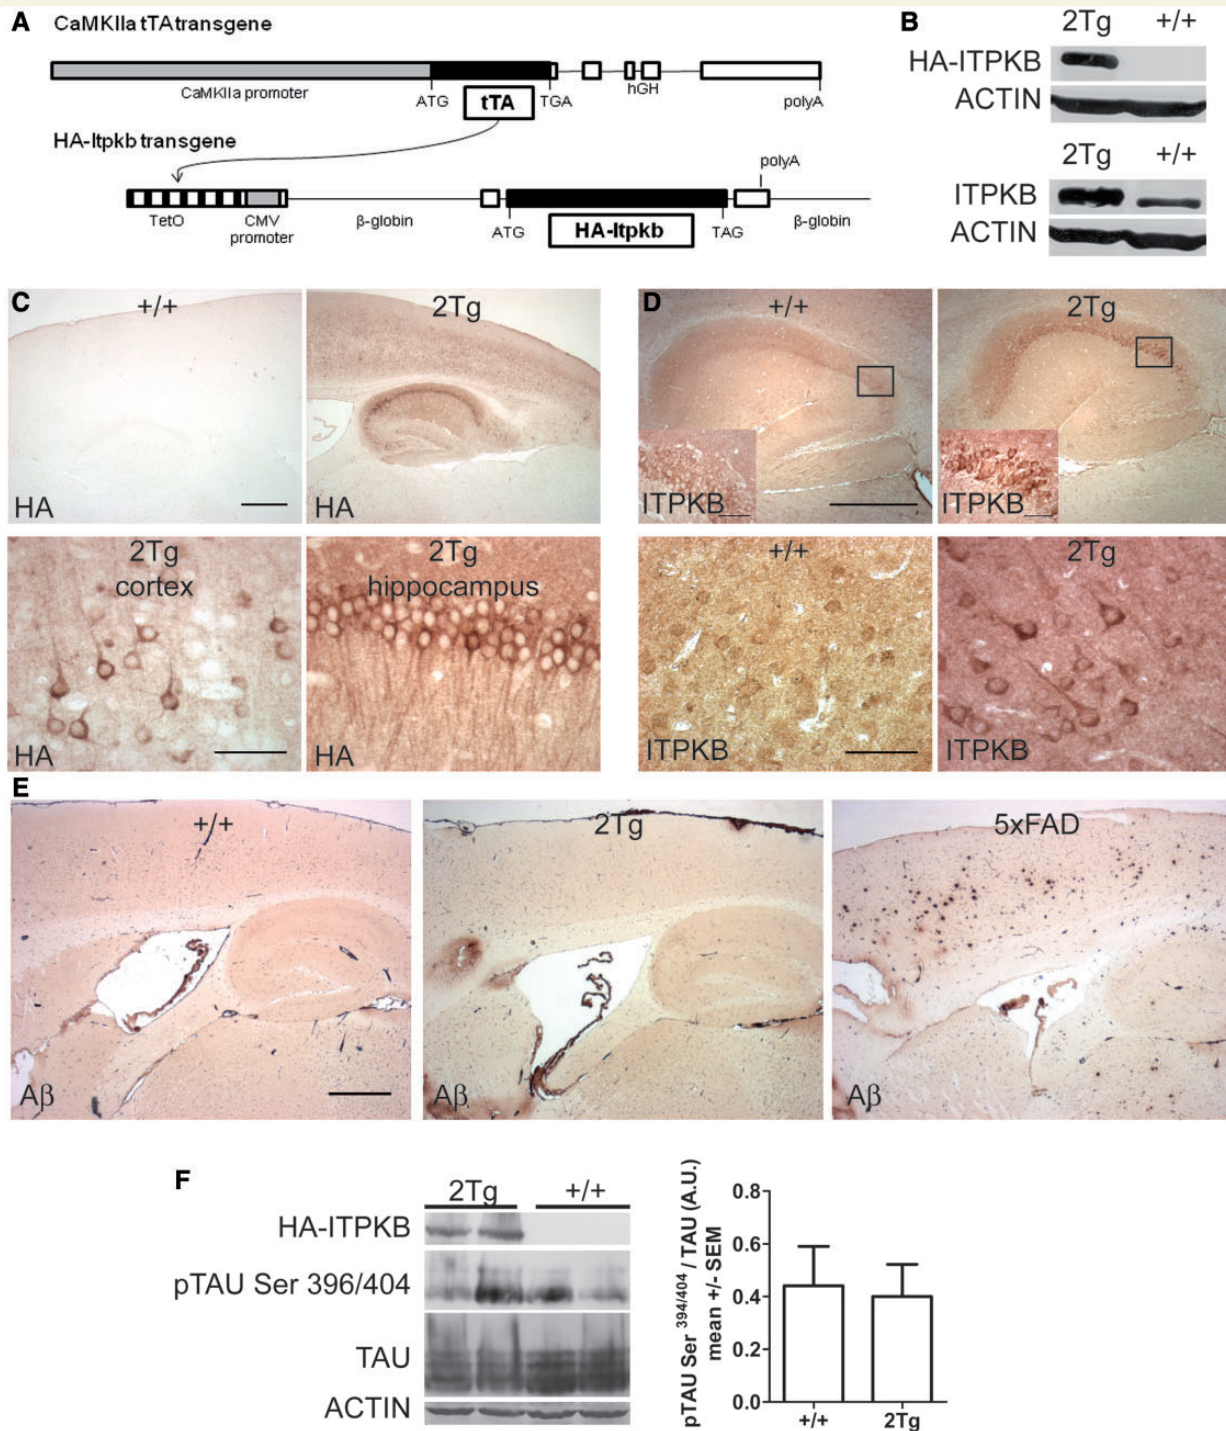 A
CaMKIIa tTA transgene
CaMKIIa promoter
ATG
tTA
TGA
hGH
polyA
HA-Itpkb transgene
polyA
TetO
CMV
promoter
β-globin
ATG
HA-Itpkb
TAG
β-globin
B
2Tg +/+
HA-ITPKB
ACTIN
2Tg +/+
ITPKB
ACTIN
C
+/+
HA
2Tg
HA
2Tg
cortex
HA
2Tg
hippocampus
HA
D
+/+
ITPKB
2Tg
ITPKB
+/+
ITPKB
2Tg
ITPKB
E
+/+
Aβ
2Tg
Aβ
5xFAD
Aβ
F
2Tg +/+
HA-ITPKB
pTAU Ser 396/404
TAU
ACTIN
pTAU Ser 394/404 / TAU (A.U.)
mean +/- SEM
0.8
0.6
0.4
0.2
0.0
+/+
2Tg